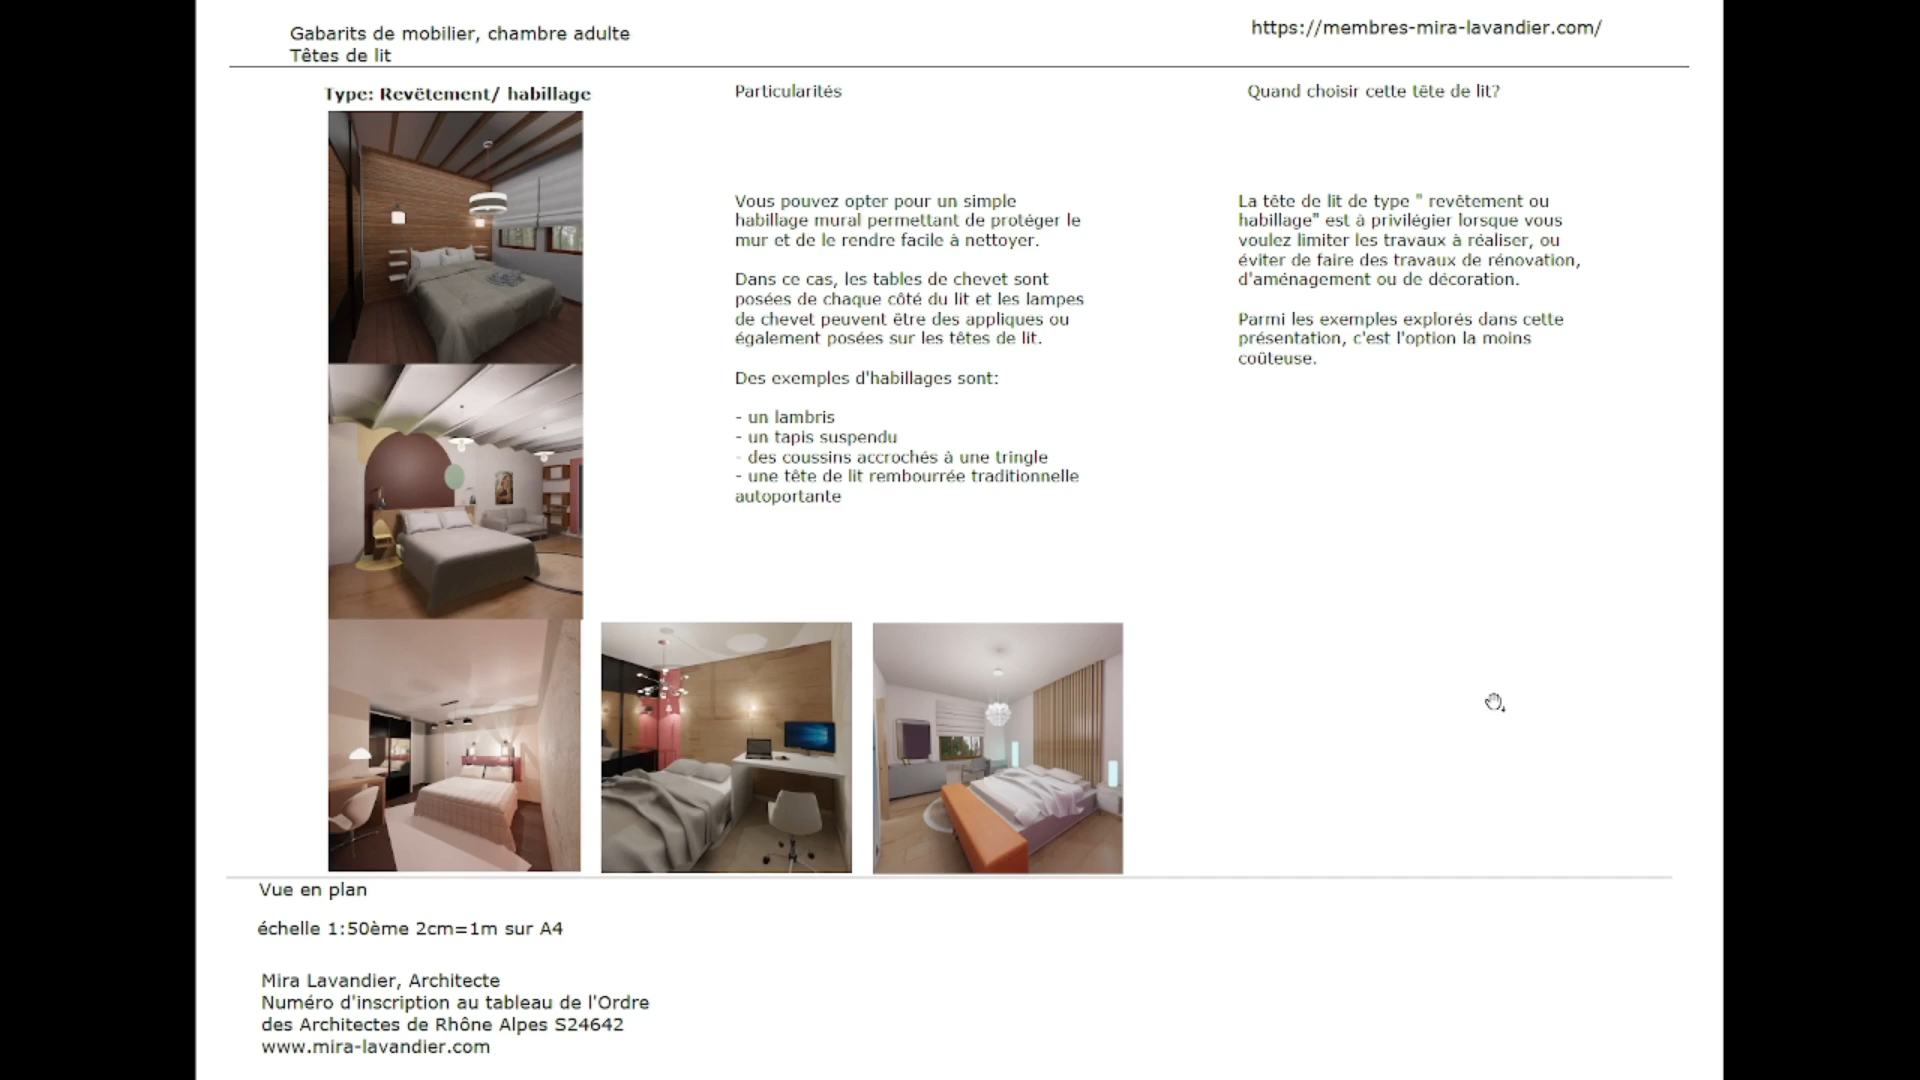 Gabarits de mobilier, chambre adulte
Têtes de lit
https://membres-mira-lavandier.com/
Type: Revêtement/ habillage
Particularités
Vous pouvez opter pour un simple
habillage mural permettant de protéger le
mur et de le rendre facile à nettoyer.
Dans ce cas, les tables de chevet sont
posées de chaque côté du lit et les lampes
de chevet peuvent être des appliques ou
également posées sur les têtes de lit.
Des exemples d'habillages sont:
- un lambris
- un tapis suspendu
- des coussins accrochés à une tringle
- une tête de lit rembourrée traditionnelle
autoportante
Quand choisir cette tête de lit?
La tête de lit de type " revêtement ou
habillage" est à privilégier lorsque vous
voulez limiter les travaux à réaliser, ou
éviter de faire des travaux de rénovation,
d'aménagement ou de décoration.
Parmi les exemples explorés dans cette
présentation, c'est l'option la moins
coûteuse.
Vue en plan
échelle 1:50ème 2cm=1m sur A4
Mira Lavandier, Architecte
Numéro d'inscription au tableau de l'Ordre
des Architectes de Rhône Alpes S24642
www.mira-lavandier.com